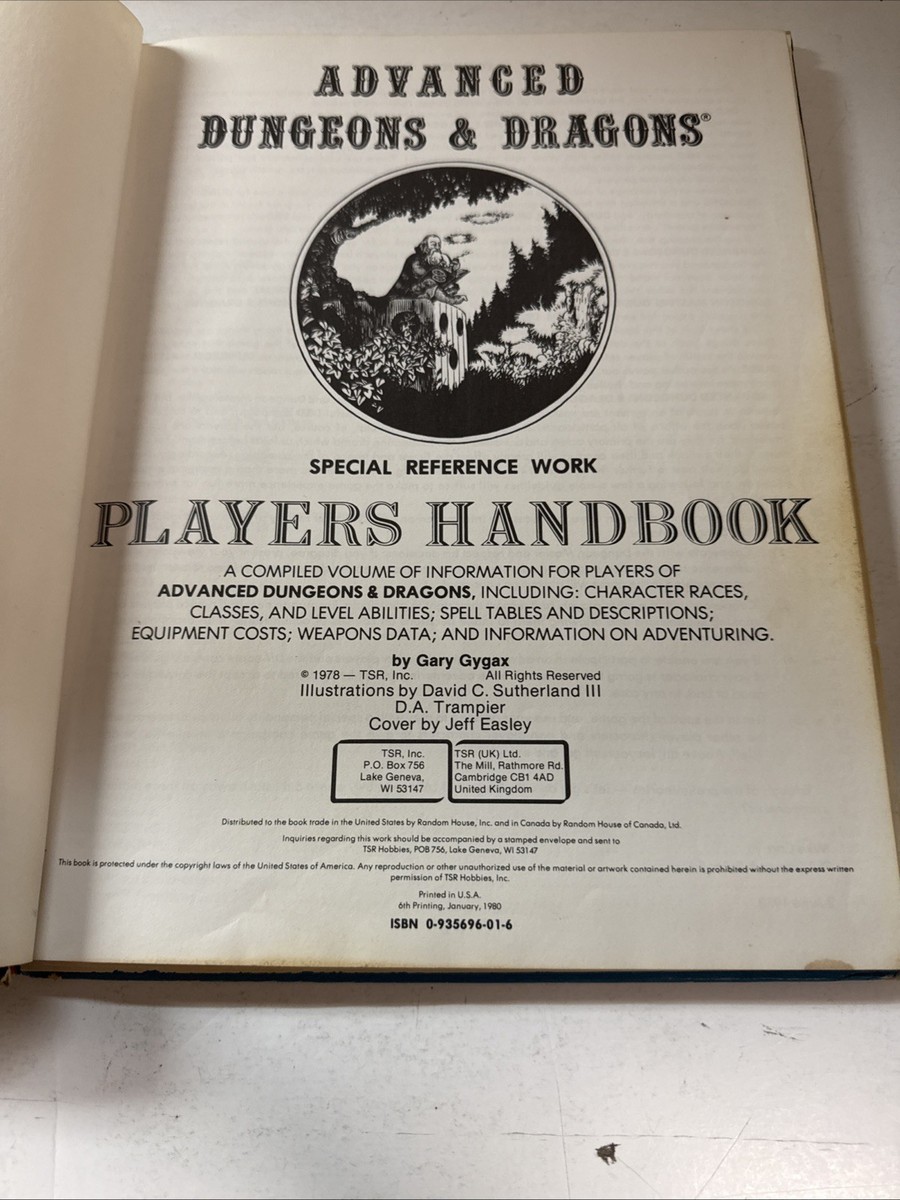 ADVANCED
DUNGEONS & DRAGONS®
SPECIAL REFERENCE WORK
PLAYERS HANDBOOK
A COMPILED VOLUME OF INFORMATION FOR PLAYERS OF
ADVANCED DUNGEONS & DRAGONS, INCLUDING: CHARACTER RACES,
CLASSES, AND LEVEL ABILITIES; SPELL TABLES AND DESCRIPTIONS;
EQUIPMENT COSTS; WEAPONS DATA; AND INFORMATION ON ADVENTURING.
by Gary Gygax
© 1978 — TSR, Inc. All Rights Reserved
Illustrations by David C. Sutherland III
D.A. Trampier
Cover by Jeff Easley
TSR, Inc.
P.O. Box 756
Lake Geneva,
WI 53147
TSR (UK) Ltd.
The Mill, Rathmore Rd.
Cambridge CB1 4AD
United Kingdom
Distributed to the book trade in the United States by Random House, Inc. and in Canada by Random House of Canada, Ltd.
Inquiries regarding this work should be accompanied by a stamped envelope and sent to
TSR Hobbies, POB 756, Lake Geneva, WI 53147
This book is protected under the copyright laws of the United States of America. Any reproduction or other unauthorized use of the material or artwork contained herein is prohibited without the express written
permission of TSR Hobbies, Inc.
Printed in U.S.A.
6th Printing, January, 1980
ISBN 0-935696-01-6